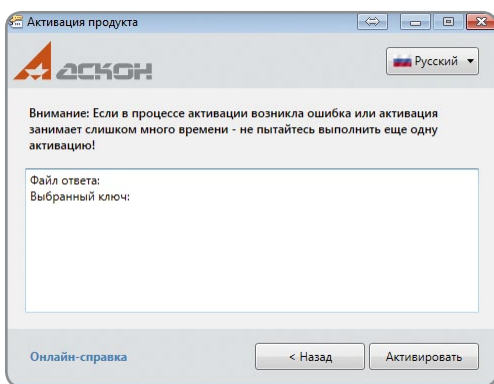 Активация продукта
АСКОН
Русский
Внимание: Если в процессе активации возникла ошибка или активация
занимает слишком много времени - не пытайтесь выполнить еще одну
активацию!
Файл ответа:
Выбранный ключ:
Онлайн-справка
< Назад
Активировать